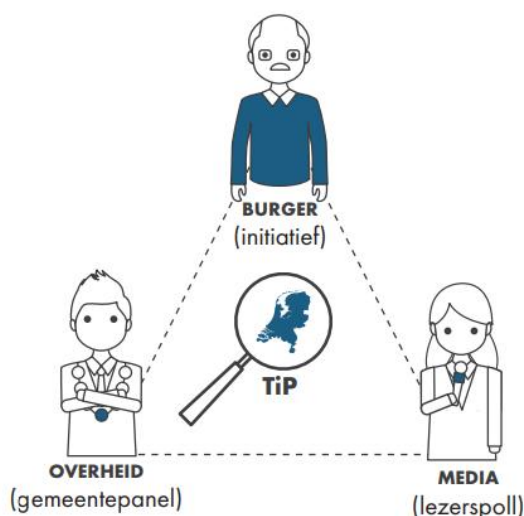 BURGER
(initiatief)
TiP
OVERHEID
(gemeentepanel)
MEDIA
(lezerspoll)